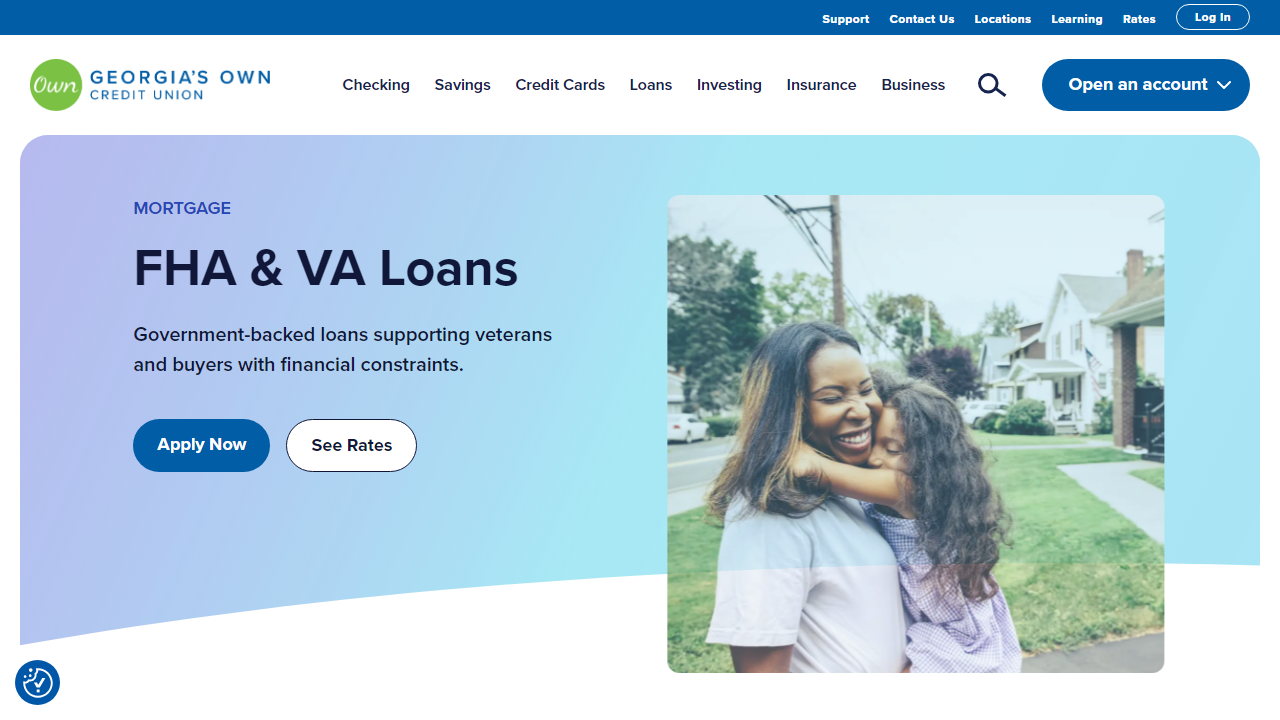 Support Contact Us Locations Learning Rates Log In
Own GEORGIA'S OWN
CREDIT UNION
Checking Savings Credit Cards Loans Investing Insurance Business Open an account
MORTGAGE
FHA & VA Loans
Government-backed loans supporting veterans
and buyers with financial constraints.
Apply Now See Rates